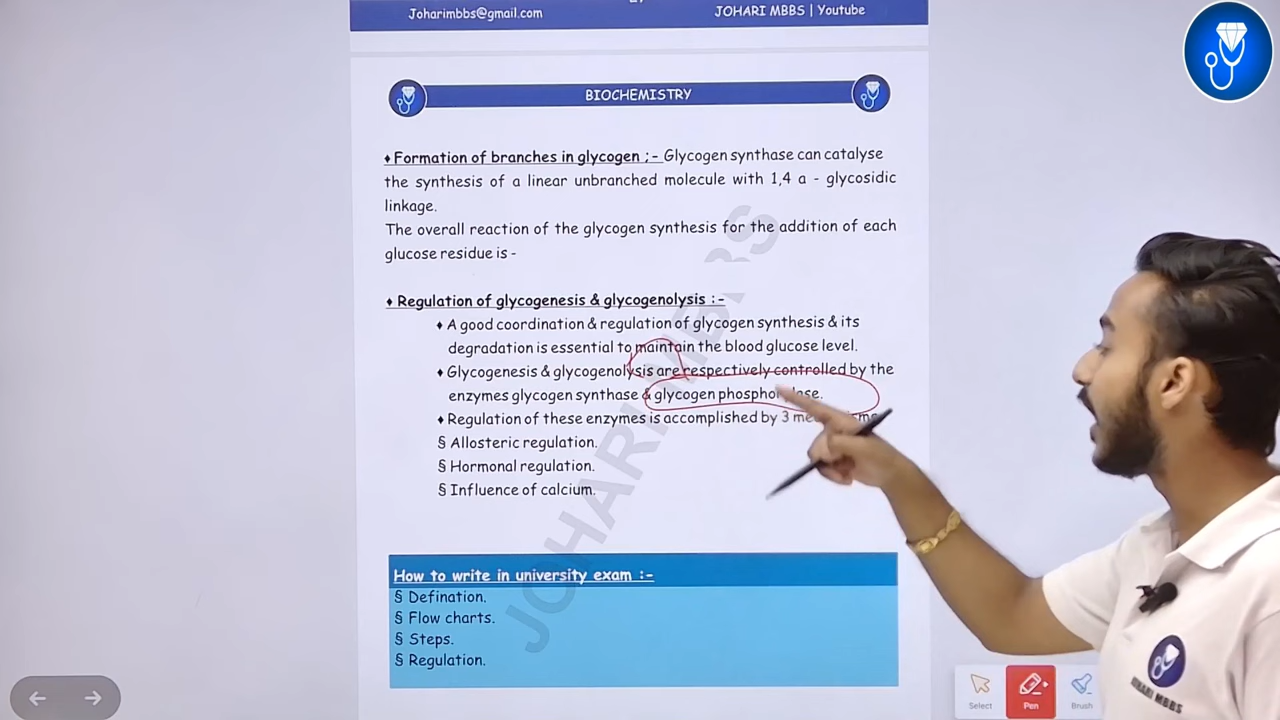 Joharimbbs@gmail.com
JOHARI MBBS | Youtube
BIOCHEMISTRY
♦ Formation of branches in glycogen ;- Glycogen synthase can catalyse
the synthesis of a linear unbranched molecule with 1,4 a - glycosidic
linkage.
The overall reaction of the glycogen synthesis for the addition of each
glucose residue is -
♦ Regulation of glycogenesis & glycogenolysis :-
♦ A good coordination & regulation of glycogen synthesis & its
degradation is essential to maintain the blood glucose level.
♦ Glycogenesis & glycogenolysis are respectively controlled by the
enzymes glycogen synthase & glycogen
♦ Regulation of these enzymes is accomplished by 3
§ Allosteric regulation.
§ Hormonal regulation.
§ Influence of calcium.
JOHARI MBBS
How to write in university exam :-
§ Defination.
§ Flow charts.
§ Steps.
§ Regulation.
Select
Pen
Brush
JOHARI MBBS